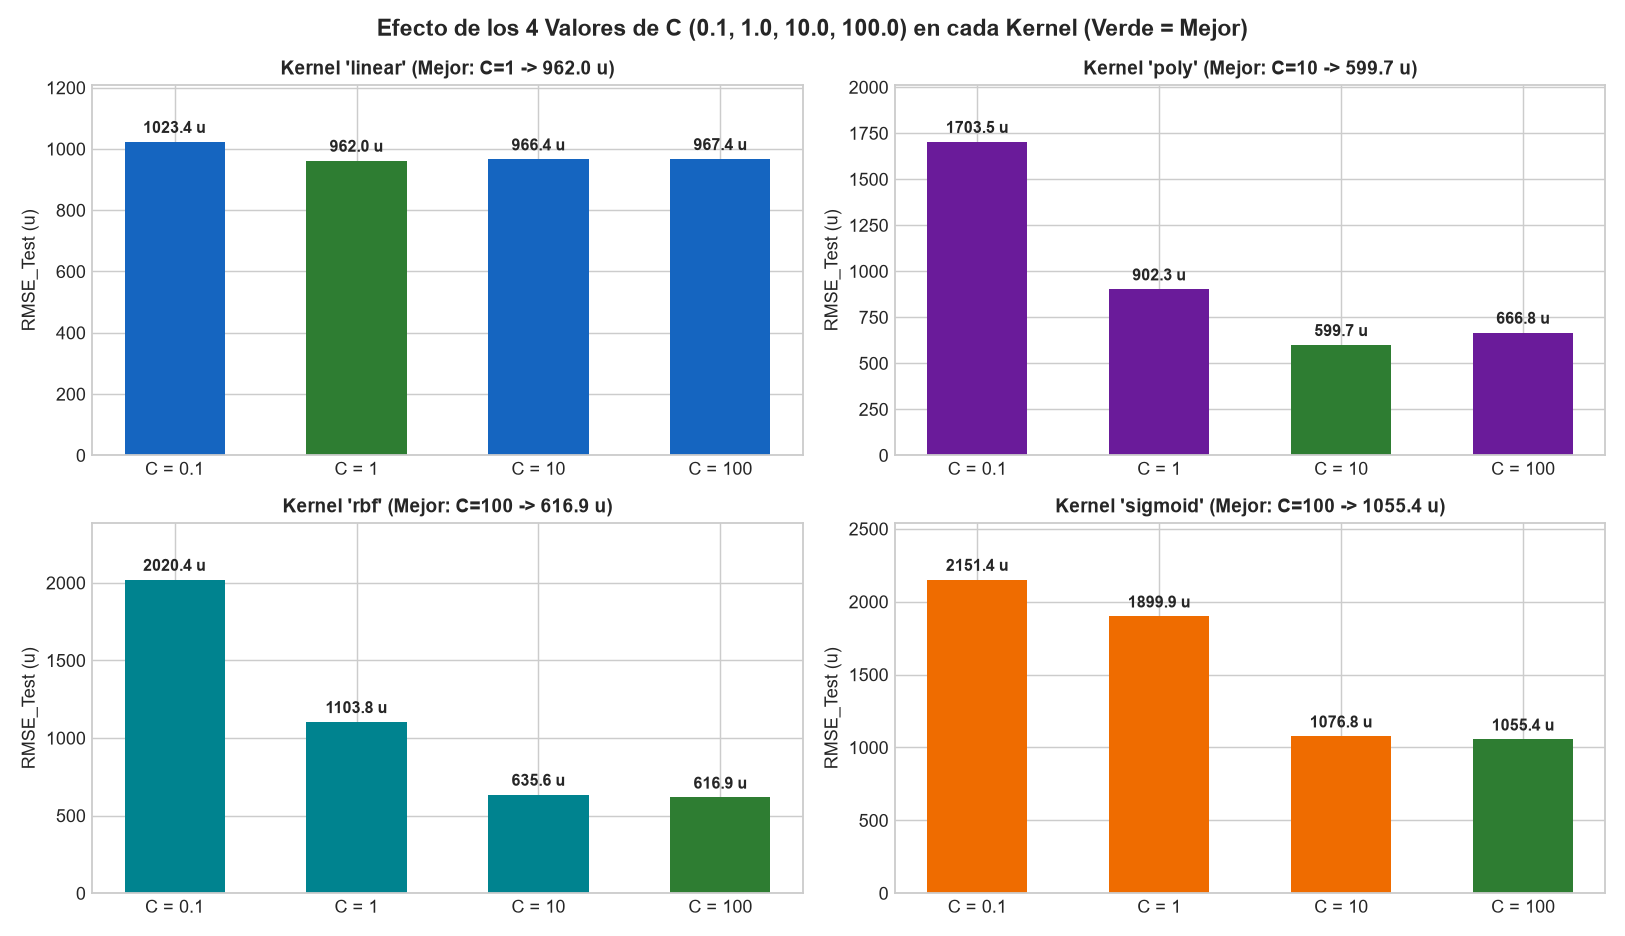 Efecto de los 4 Valores de C (0.1, 1.0, 10.0, 100.0) en cada Kernel (Verde = Mejor)
Kernel 'linear' (Mejor: C=1 -> 962.0 u)
RMSE_Test (u)
1200
1000
800
600
400
200
0
1023.4 u
962.0 u
966.4 u
967.4 u
C = 0.1
C = 1
C = 10
C = 100
Kernel 'poly' (Mejor: C=10 -> 599.7 u)
RMSE_Test (u)
2000
1750
1500
1250
1000
750
500
250
0
1703.5 u
902.3 u
599.7 u
666.8 u
C = 0.1
C = 1
C = 10
C = 100
Kernel 'rbf' (Mejor: C=100 -> 616.9 u)
RMSE_Test (u)
2000
1500
1000
500
0
2020.4 u
1103.8 u
635.6 u
616.9 u
C = 0.1
C = 1
C = 10
C = 100
Kernel 'sigmoid' (Mejor: C=100 -> 1055.4 u)
RMSE_Test (u)
2500
2000
1500
1000
500
0
2151.4 u
1899.9 u
1076.8 u
1055.4 u
C = 0.1
C = 1
C = 10
C = 100